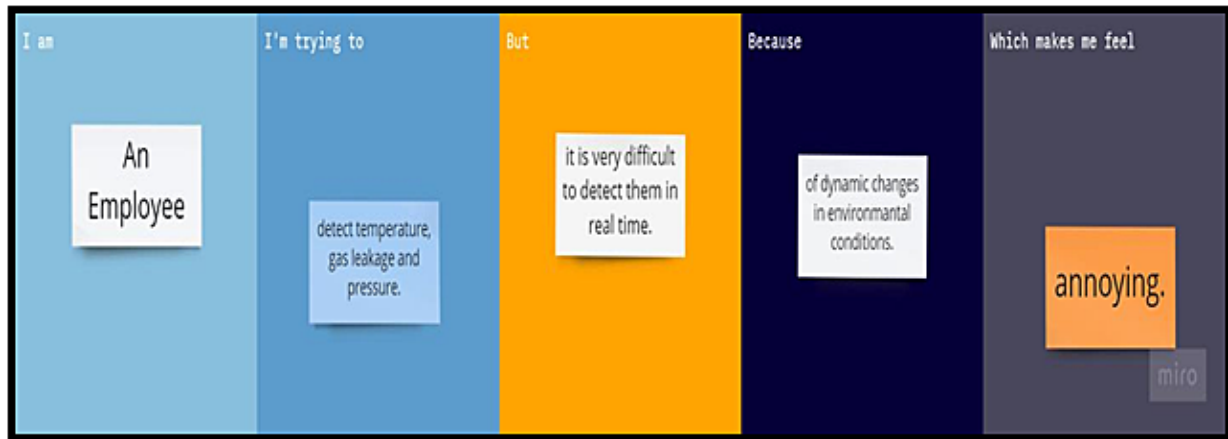 I am
An
Employee
I'm trying to
detect temperature,
gas leakage and
pressure.
But
it is very difficult
to detect them in
real time.
Because
of dynamic changes
in environmantal
conditions.
Which makes me feel
annoying.
miro